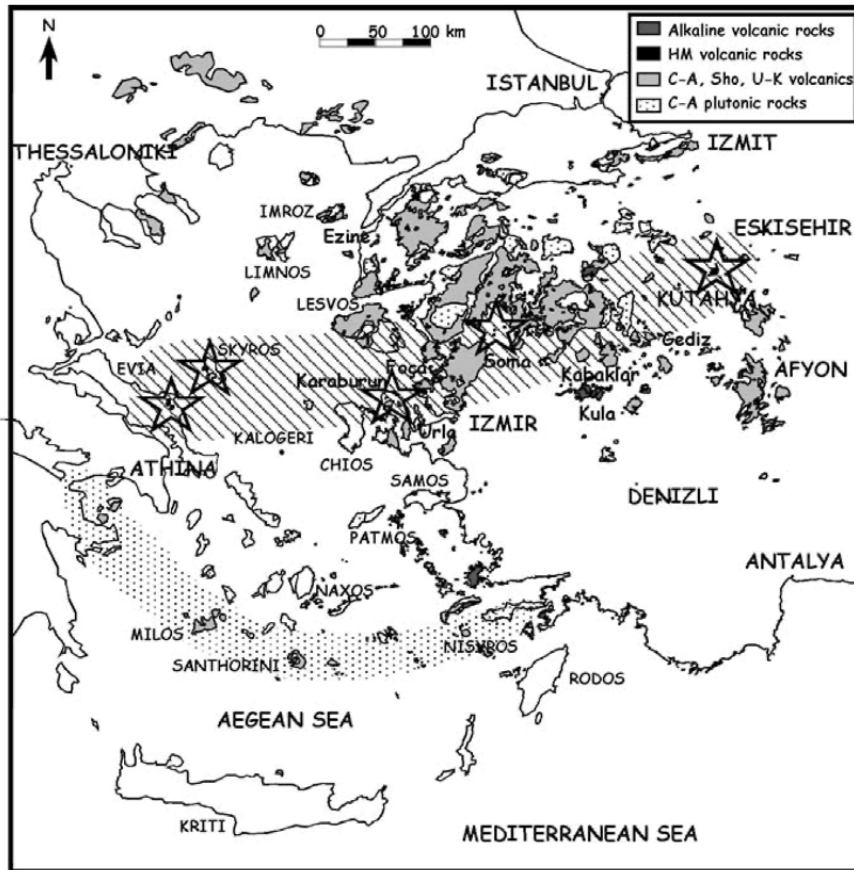 N
0 50 100 km
Alkaline volcanic rocks
HM volcanic rocks
C-A, Sho, U-K volcanics
C-A plutonic rocks
ISTANBUL
THESSALONIKI
IZMIT
IMROZ
Ezine
ESKISEHIR
LIMNOS
LESVOS
KUTAHYA
SKYROS
EVIA
Gediz
Foca
Soma
AFYON
Karaburun
Kabaklar
Kula
Urla
IZMIR
KALOGERI
CHIOS
ATHINA
SAMOS
DENIZLI
PATMOS
ANTALYA
NAXOS
MILOS
NISYROS
SANTHORINI
RODOS
AEGEAN SEA
KRITI
MEDITERRANEAN SEA